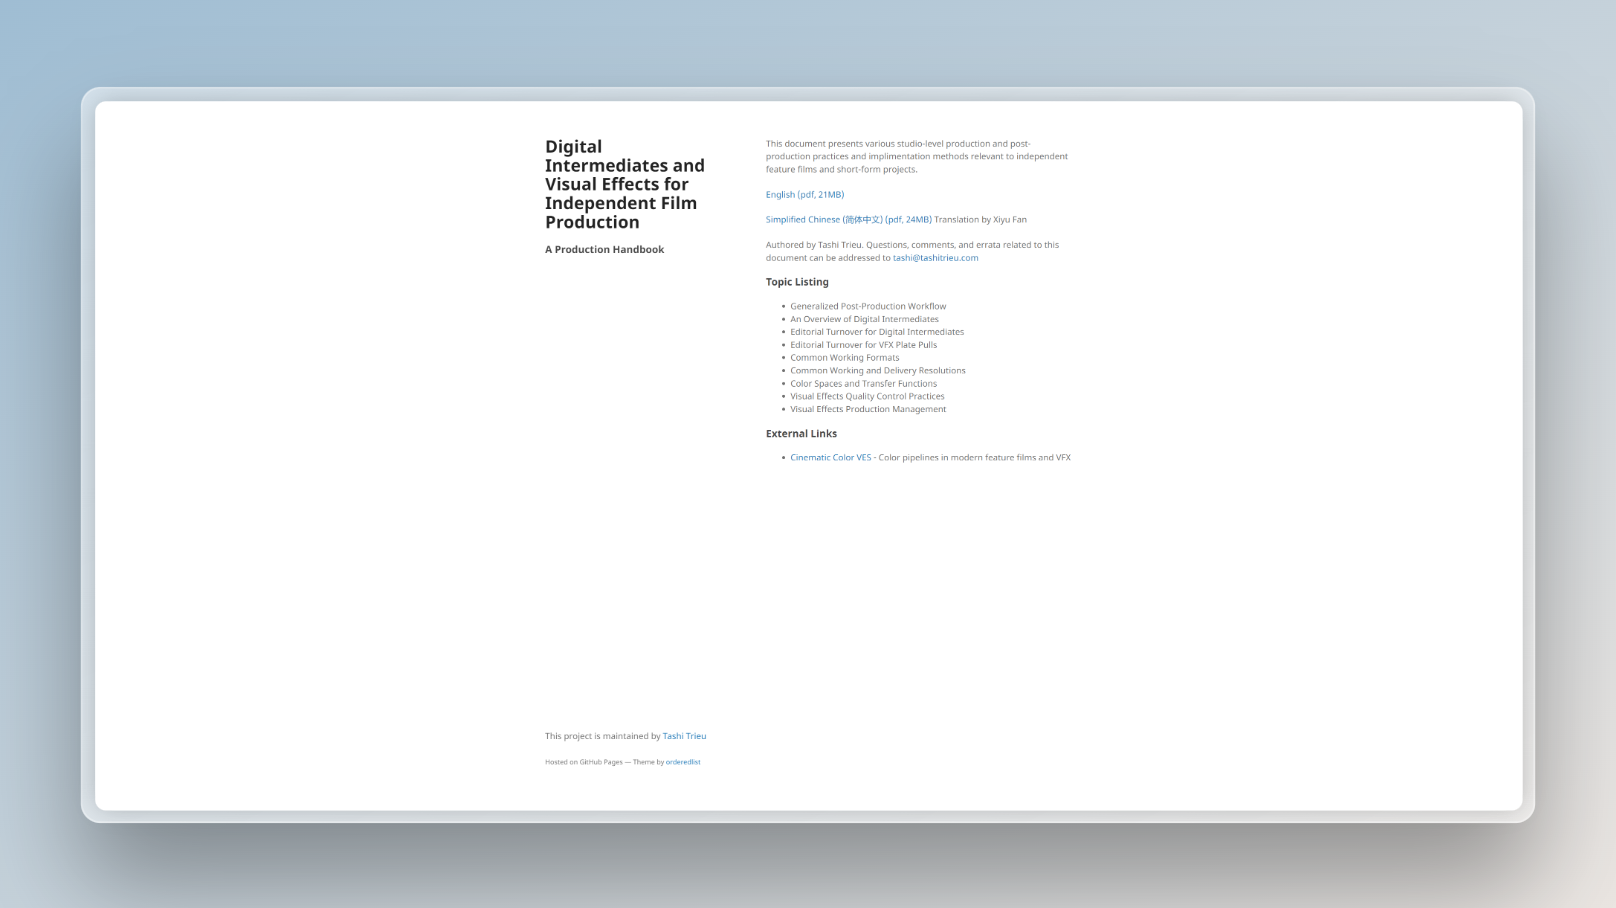 Digital
Intermediates and
Visual Effects for
Independent Film
Production
A Production Handbook
This document presents various studio-level production and post-
production practices and implimentation methods relevant to independent
feature films and short-form projects.
English (pdf, 21MB)
Simplified Chinese (简体中文) (pdf, 24MB) Translation by Xiyu Fan
Authored by Tashi Trieu. Questions, comments, and errata related to this
document can be addressed to tashi@tashitrieu.com
Topic Listing
• Generalized Post-Production Workflow
• An Overview of Digital Intermediates
• Editorial Turnover for Digital Intermediates
• Editorial Turnover for VFX Plate Pulls
• Common Working Formats
• Common Working and Delivery Resolutions
• Color Spaces and Transfer Functions
• Visual Effects Quality Control Practices
• Visual Effects Production Management
External Links
• Cinematic Color VES - Color pipelines in modern feature films and VFX
This project is maintained by Tashi Trieu
Hosted on GitHub Pages — Theme by orderedlist